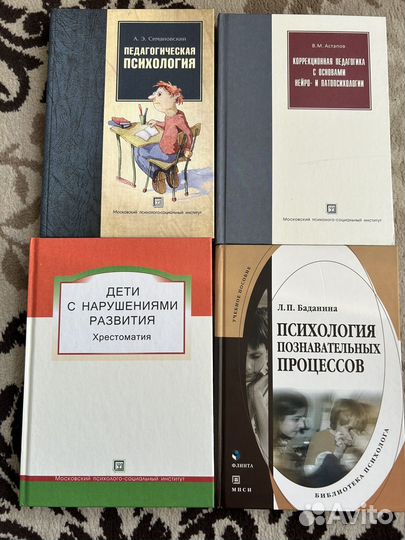 А. Э. Симановский
ПЕДАГОГИЧЕСКАЯ
ПСИХОЛОГИЯ
Московский психолого-социальный институт
В.М. Астапов
КОРРЕКЦИОННАЯ ПЕДАГОГИКА
С ОСНОВАМИ
НЕЙРО- И ПАТОПСИХОЛОГИИ
Московский психолого-социальный институт
ДЕТИ
С НАРУШЕНИЯМИ
РАЗВИТИЯ
Хрестоматия
Московский психолого-социальный институт
УЧЕБНОЕ ПОСОБИЕ
Л.П. Баданина
ПСИХОЛОГИЯ
ПОЗНАВАТЕЛЬНЫХ
ПРОЦЕССОВ
ФЛИНТА
МПСИ
БИБЛИОТЕКА ПСИХОЛОГА
Avito